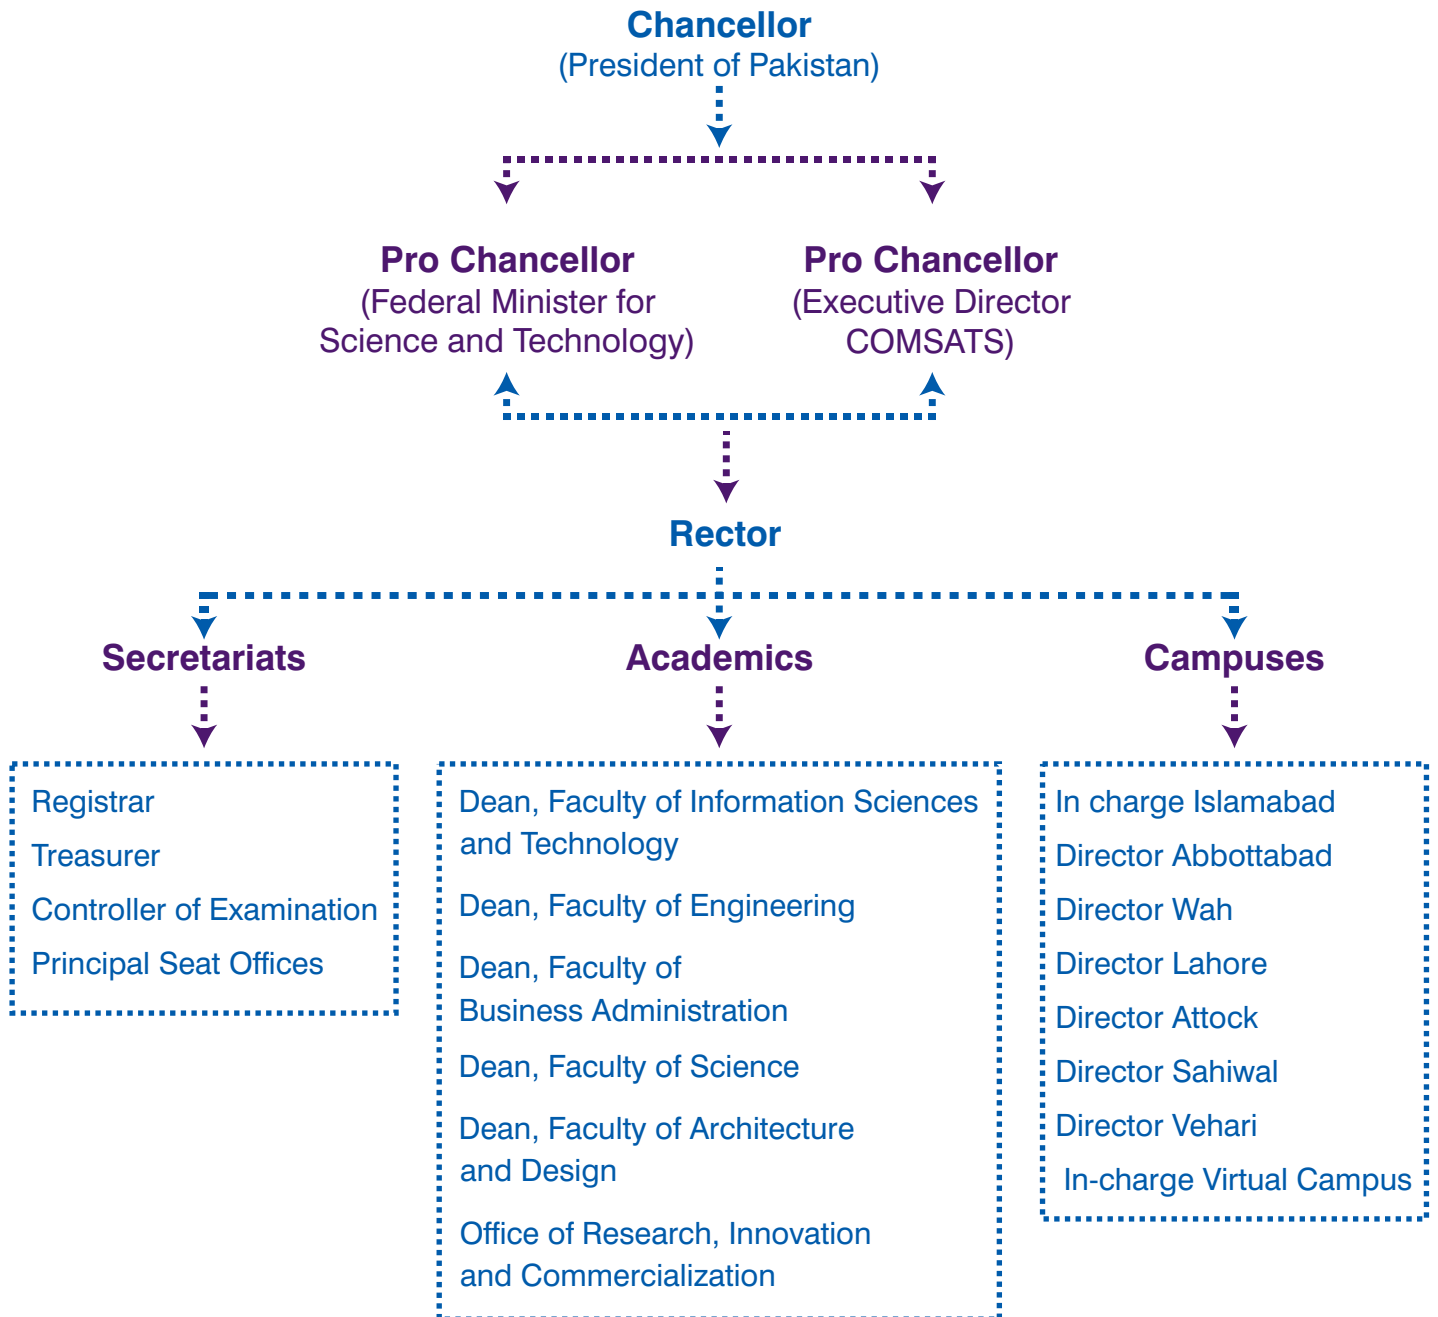 Chancellor
(President of Pakistan)
Pro Chancellor
(Federal Minister for
Science and Technology)
Pro Chancellor
(Executive Director
COMSATS)
Rector
Secretariats
Registrar
Treasurer
Controller of Examination
Principal Seat Offices
Academics
Dean, Faculty of Information Sciences
and Technology
Dean, Faculty of Engineering
Dean, Faculty of
Business Administration
Dean, Faculty of Science
Dean, Faculty of Architecture
and Design
Office of Research, Innovation
and Commercialization
Campuses
In charge Islamabad
Director Abbottabad
Director Wah
Director Lahore
Director Attock
Director Sahiwal
Director Vehari
In-charge Virtual Campus